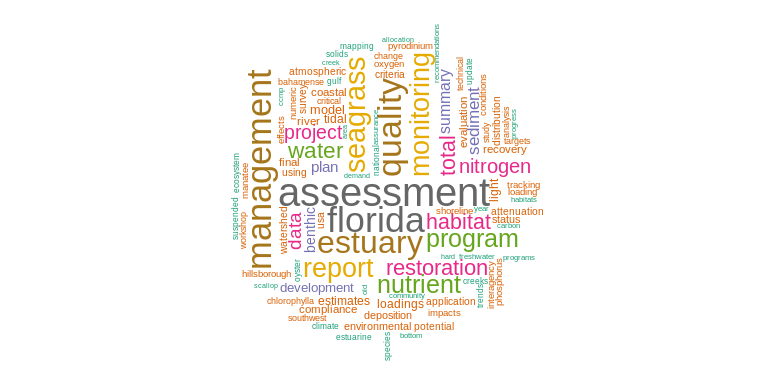 allocation
recommendations
mapping
pyrodinium
solids
change
technical
update
creek
oxygen
atmospheric
criteria
gulf
bahamense
survey
coastal
numeric
critical
model
ccmp
river
tidal
effects
area
project
seagrass
quality
monitoring
summary
sediment
evaluation
conditions
distribution
analysis
progress
study
targets
recovery
national
assurance
water
total
nitrogen
management
ecosystem
manatee
final
plan
using
demand
light
tracking
loading
habitats
assessment
suspended
workshop
watershed
data
benthic
usa
florida
shoreline
year
attenuation
habitat
status
carbon
estuary
program
hillsborough
oyster
report
restoration
hard
freshwater
programs
interagency
phosphorus
scallop
development
old
nutrient
creeks
trends
community
chlorophylla
estimates
loadings
application
compliance
deposition
impacts
southwest
climate
environmental
potential
estuarine
species
bottom